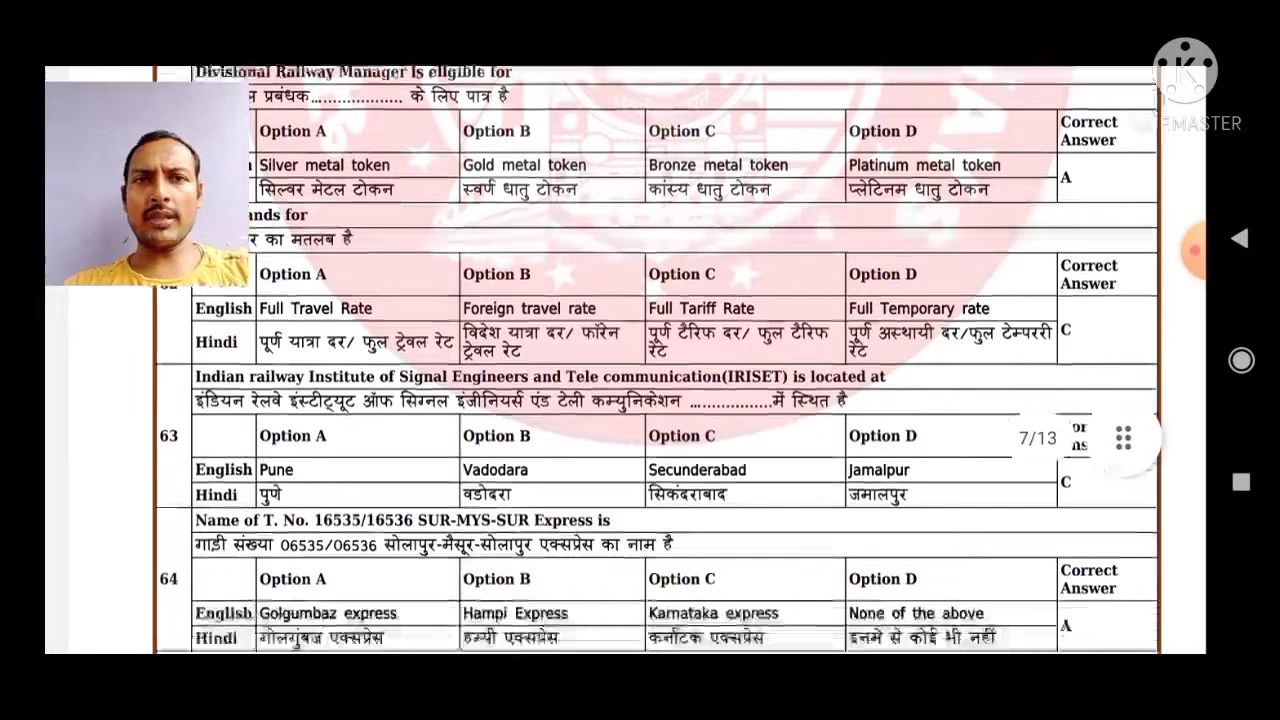 Divisional Railway Manager is eligible for
ल प्रबंधक................... के लिए पात्र है
Option A Option B Option C Option D Correct Answer
Silver metal token Gold metal token Bronze metal token Platinum metal token A
सिल्वर मेटल टोकन स्वर्ण धातु टोकन कांस्य धातु टोकन प्लेटिनम धातु टोकन
ands for
र का मतलब है
Option A Option B Option C Option D Correct Answer
English Full Travel Rate Foreign travel rate Full Tariff Rate Full Temporary rate C
Hindi पूर्ण यात्रा दर/ फुल ट्रेवल रेट विदेश यात्रा दर/ फॉरेन ट्रेवल रेट पूर्ण टैरिफ दर/ फुल टैरिफ रेट पूर्ण अस्थायी दर/फुल टेम्परेरी रेट
Indian railway Institute of Signal Engineers and Tele communication(IRISET) is located at
इंडियन रेलवे इंस्टीट्यूट ऑफ सिग्नल इंजीनियर्स एंड टेली कम्युनिकेशन .................में स्थित है
63 Option A Option B Option C Option D
7/13
English Pune Vadodara Secunderabad Jamalpur C
Hindi पुणे वडोदरा सिकंदराबाद जमालपुर
Name of T. No. 16535/16536 SUR-MYS-SUR Express is
गाडी संख्या 06535/06536 सोलापुर-मैसूर-सोलापुर एक्सप्रेस का नाम है
64 Option A Option B Option C Option D Correct Answer
English Golgumbaz express Hampi Express Karnataka express None of the above A
Hindi गोलगुंबज एक्सप्रेस हम्पी एक्सप्रेस कर्नाटक एक्सप्रेस इनमे से कोई भी नहीं